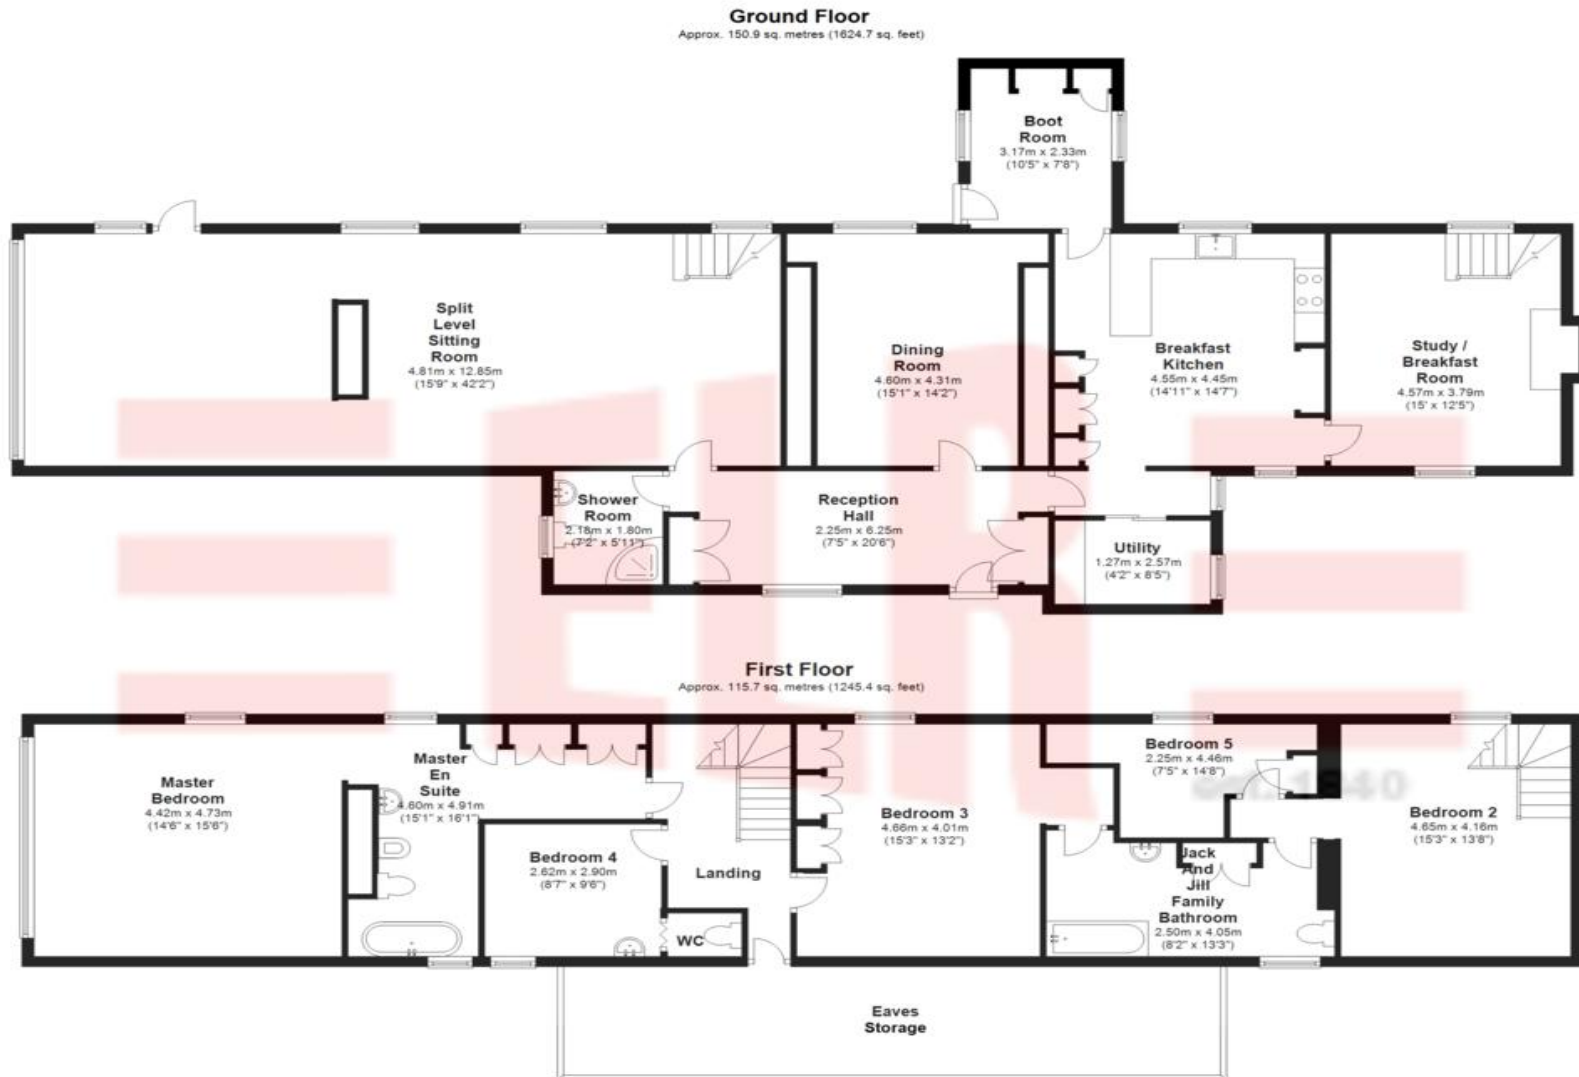 Ground Floor
Approx. 150.9 sq. metres (1624.7 sq. feet)
Boot
Room
3.17m x 2.33m
(10'5" x 7'8")
Split
Level
Sitting
Room
4.81m x 12.85m
(15'9" x 42'2")
Dining
Room
4.60m x 4.31m
(15'1" x 14'2")
Breakfast
Kitchen
4.55m x 4.45m
(14'11" x 14'7")
Study /
Breakfast
Room
4.57m x 3.79m
(15' x 12'5")
Shower
Room
2.18m x 1.80m
(7'2" x 5'11")
Reception
Hall
2.25m x 6.25m
(7'5" x 20'6")
Utility
1.27m x 2.57m
(4'2" x 8'5")
ELR
First Floor
Approx. 115.7 sq. metres (1245.4 sq. feet)
Master
Bedroom
4.42m x 4.73m
(14'6" x 15'6")
Master
En
Suite
4.60m x 4.91m
(15'1" x 16'1")
Bedroom 4
2.62m x 2.90m
(8'7" x 9'6")
Landing
WC
Bedroom 3
4.66m x 4.01m
(15'3" x 13'2")
Bedroom 5
2.25m x 4.46m
(7'5" x 14'8")
est.1840
Bedroom 2
4.65m x 4.16m
(15'3" x 13'8")
Jack
And
Jill
Family
Bathroom
2.50m x 4.05m
(8'2" x 13'3")
Eaves
Storage